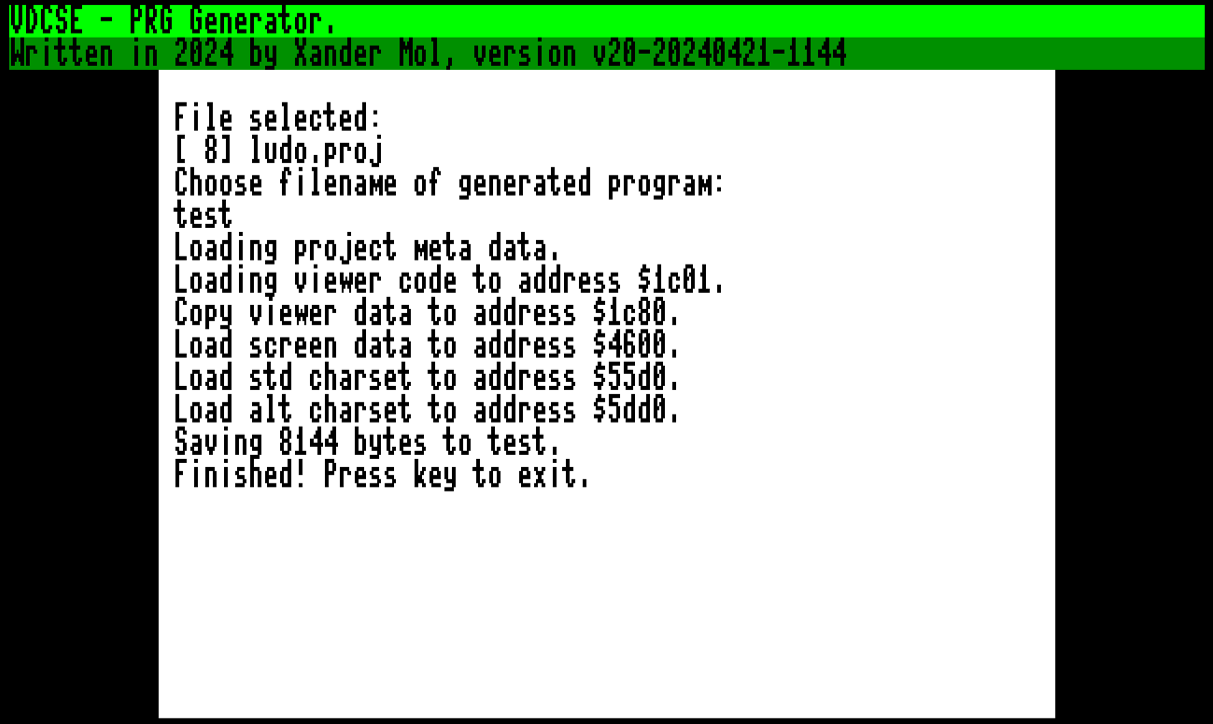 VDCSE - PRG Generator.
Written in 2024 by Xander Mol, version v20-20240421-1144
File selected:
[ 8] ludo.proj
Choose filename of generated program:
test
Loading project meta data.
Loading viewer code to address $1c01.
Copy viewer data to address $1c80.
Load screen data to address $4600.
Load std charset to address $55d0.
Load alt charset to address $5dd0.
Saving 8144 bytes to test.
Finished! Press key to exit.